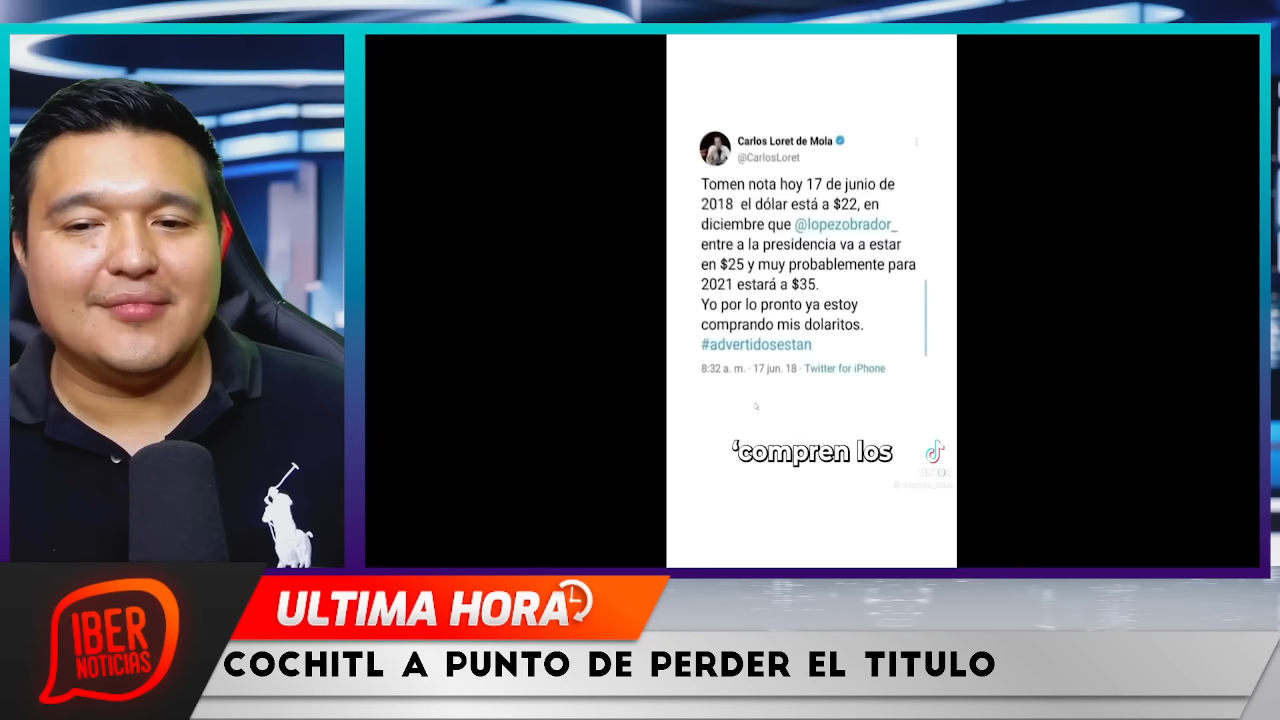 Carlos Loret de Mola
@CarlosLoret
Tomen nota hoy 17 de junio de
2018 el dólar está a $22, en
diciembre que @lopezobrador_
entre a la presidencia va a estar
en $25 y muy probablemente para
2021 estará a $35.
Yo por lo pronto ya estoy
comprando mis dolaritos.
#advertidosestan
8:32 a. m. · 17 jun. 18 · Twitter for iPhone
‘compren los
ULTIMA HORA
IBER
NOTICIAS
COCHITL A PUNTO DE PERDER EL TITULO